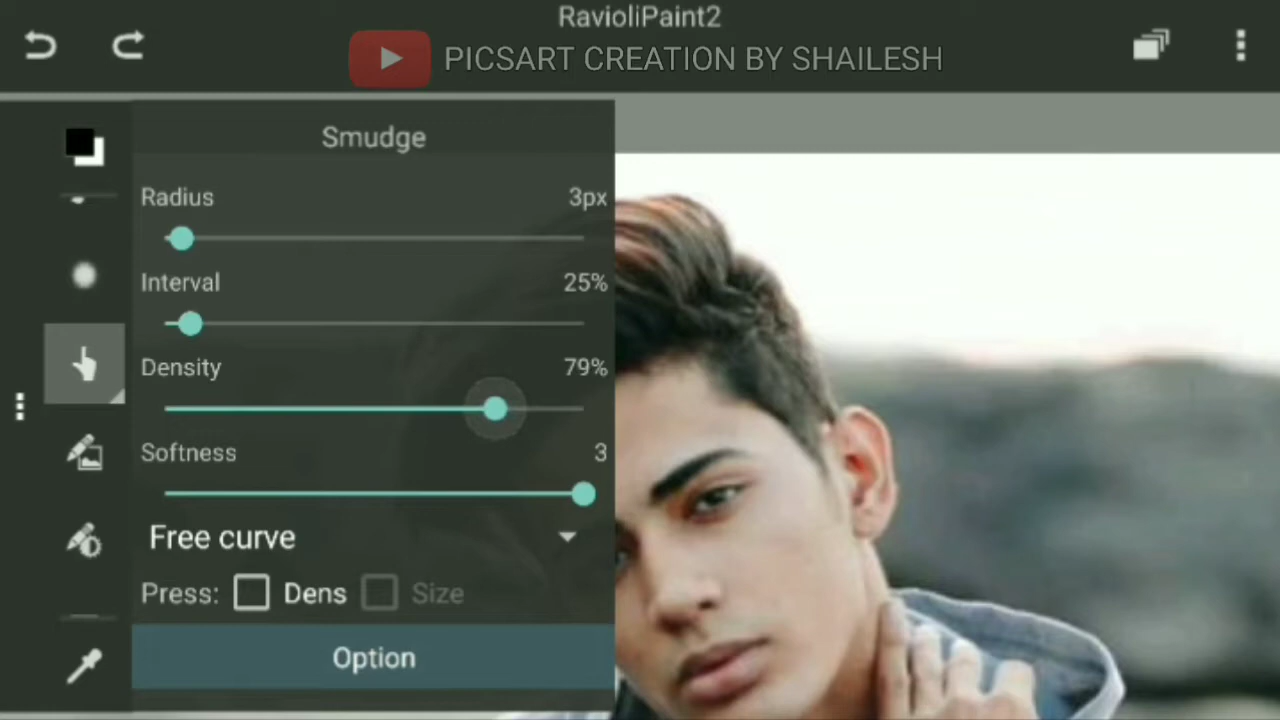 RavioliPaint2
PICSART CREATION BY SHAILESH
Smudge
Radius 3px
Interval 25%
Density 79%
Softness 3
Free curve
Press: Dens Size
Option